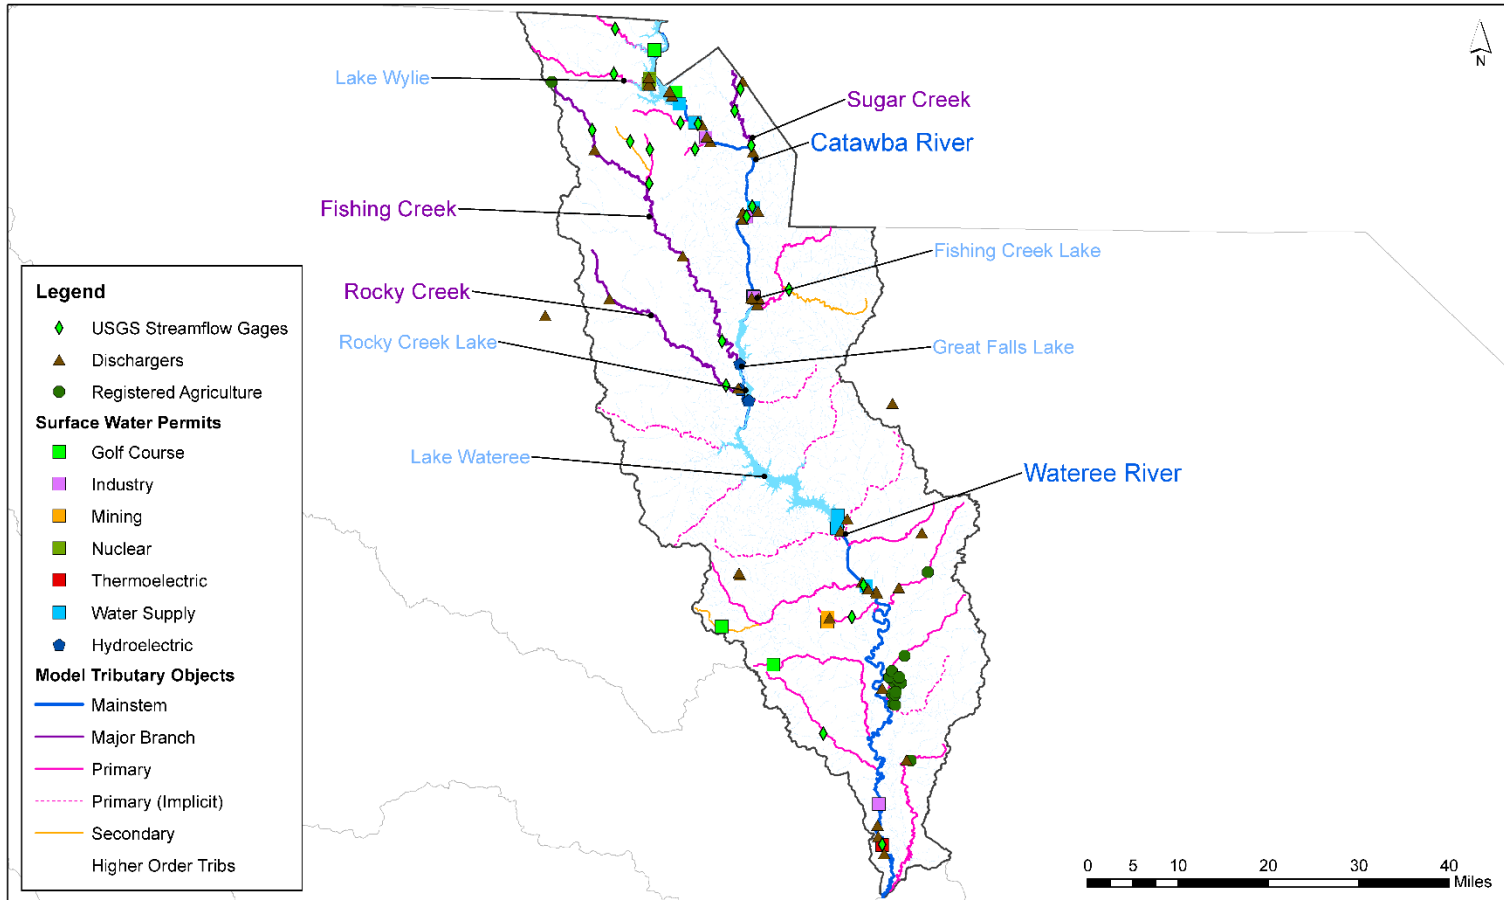 N
Lake Wylie
Sugar Creek
Catawba River
Fishing Creek
Fishing Creek Lake
Rocky Creek
Rocky Creek Lake
Great Falls Lake
Lake Wateree
Wateree River
Legend
USGS Streamflow Gages
Dischargers
Registered Agriculture
Surface Water Permits
Golf Course
Industry
Mining
Nuclear
Thermoelectric
Water Supply
Hydroelectric
Model Tributary Objects
Mainstem
Major Branch
Primary
Primary (Implicit)
Secondary
Higher Order Tribs
0 5 10 20 30 40
Miles